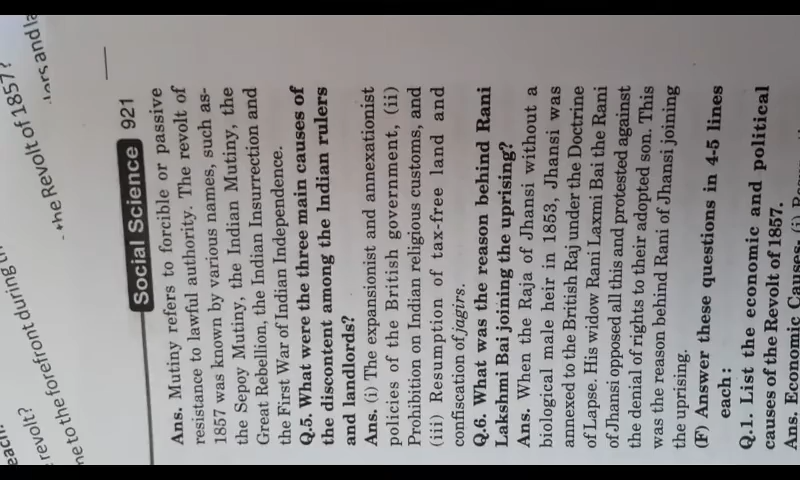 each.
revolt?
me to the forefront during
the Revolt of 1857?
Social Science 921
Ans. Mutiny refers to forcible or passive
resistance to lawful authority. The revolt of
1857 was known by various names, such as-
the Sepoy Mutiny, the Indian Mutiny, the
Great Rebellion, the Indian Insurrection and
the First War of Indian Independence.
Q.5. What were the three main causes of
the discontent among the Indian rulers
and landlords?
Ans. (i) The expansionist and annexationist
policies of the British government, (ii)
Prohibition on Indian religious customs, and
(iii) Resumption of tax-free land and
confiscation of jagirs.
Q.6. What was the reason behind Rani
Lakshmi Bai joining the uprising?
Ans. When the Raja of Jhansi without a
biological male heir in 1853, Jhansi was
annexed to the British Raj under the Doctrine
of Lapse. His widow Rani Laxmi Bai the Rani
of Jhansi opposed all this and protested against
the denial of rights to their adopted son. This
was the reason behind Rani of Jhansi joining
the uprising.
(F) Answer these questions in 4-5 lines
each:
Q.1. List the economic and political
causes of the Revolt of 1857.
Ans. Economic Causes. (i)